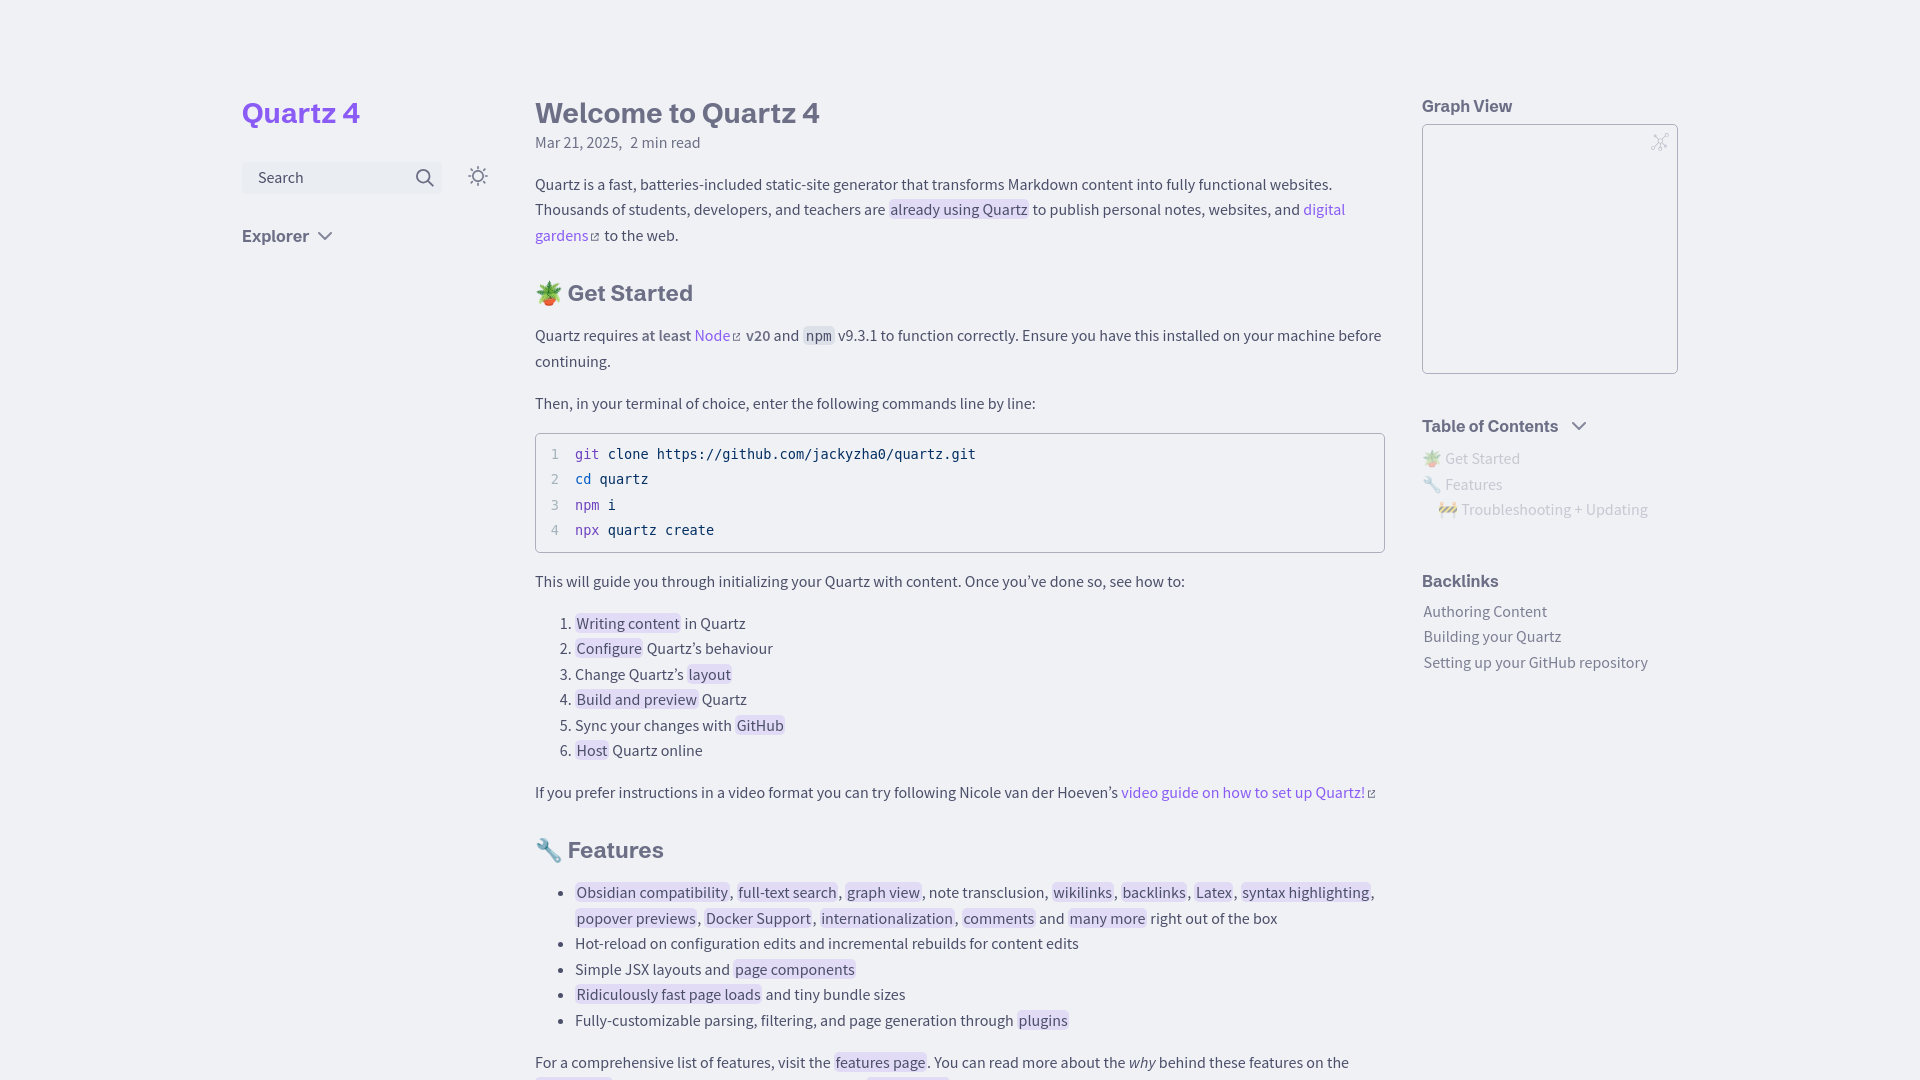 Quartz 4
Search
Explorer
Welcome to Quartz 4
Mar 21, 2025, 2 min read
Quartz is a fast, batteries-included static-site generator that transforms Markdown content into fully functional websites.
Thousands of students, developers, and teachers are already using Quartz to publish personal notes, websites, and digital
gardens to the web.
🪴 Get Started
Quartz requires at least Node v20 and npm v9.3.1 to function correctly. Ensure you have this installed on your machine before
continuing.
Then, in your terminal of choice, enter the following commands line by line:
1 git clone https://github.com/jackyzha0/quartz.git
2 cd quartz
3 npm i
4 npx quartz create
This will guide you through initializing your Quartz with content. Once you’ve done so, see how to:
1. Writing content in Quartz
2. Configure Quartz’s behaviour
3. Change Quartz’s layout
4. Build and preview Quartz
5. Sync your changes with GitHub
6. Host Quartz online
If you prefer instructions in a video format you can try following Nicole van der Hoeven’s video guide on how to set up Quartz!
🔧 Features
• Obsidian compatibility, full-text search, graph view, note transclusion, wikilinks, backlinks, Latex, syntax highlighting,
popover previews, Docker Support, internationalization, comments and many more right out of the box
• Hot-reload on configuration edits and incremental rebuilds for content edits
• Simple JSX layouts and page components
• Ridiculously fast page loads and tiny bundle sizes
• Fully-customizable parsing, filtering, and page generation through plugins
For a comprehensive list of features, visit the features page. You can read more about the why behind these features on the
Graph View
Table of Contents
🪴 Get Started
🔧 Features
🚧 Troubleshooting + Updating
Backlinks
Authoring Content
Building your Quartz
Setting up your GitHub repository